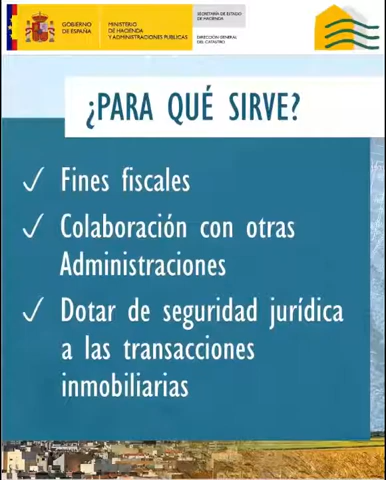 GOBIERNO
DE ESPAÑA
MINISTERIO
DE HACIENDA
Y ADMINISTRACIONES PÚBLICAS
SECRETARÍA DE ESTADO
DE HACIENDA
DIRECCIÓN GENERAL
DEL CATASTRO
¿PARA QUÉ SIRVE?
✓ Fines fiscales
✓ Colaboración con otras
Administraciones
✓ Dotar de seguridad jurídica
a las transacciones
inmobiliarias